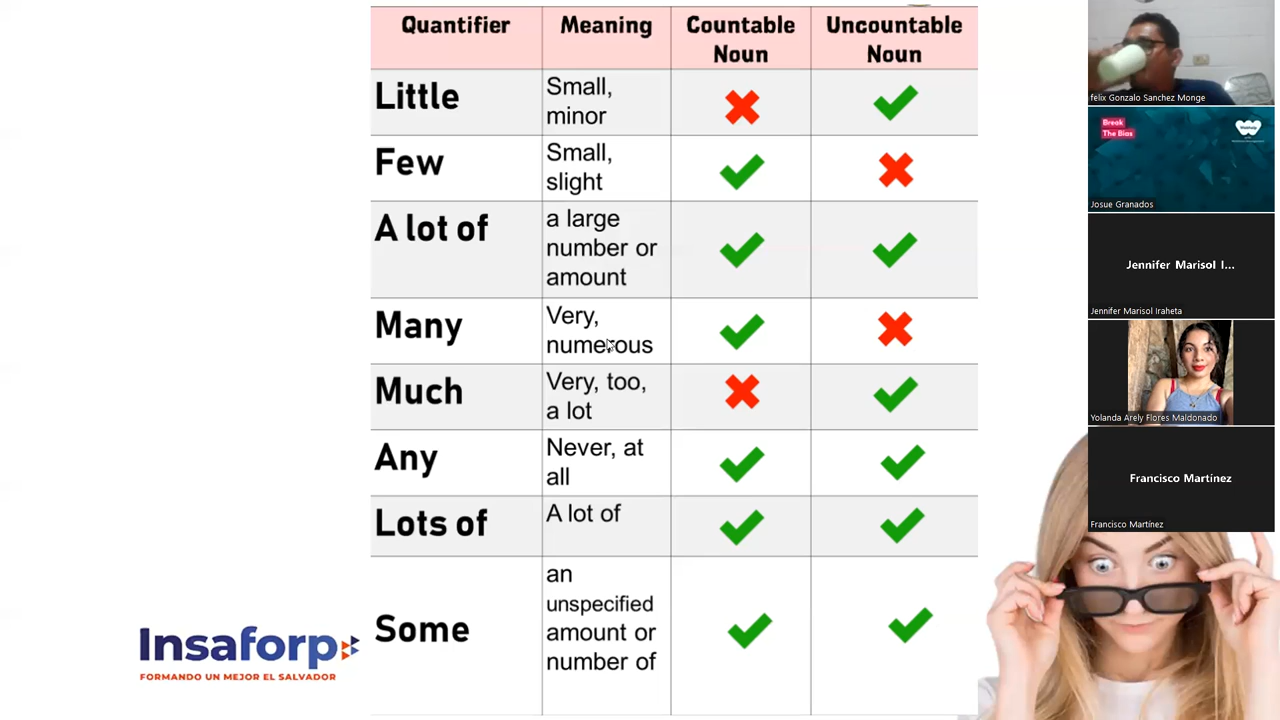 Quantifier Meaning Countable Noun Uncountable Noun
Little Small, minor
Few Small, slight
A lot of a large number or amount
Many Very, numerous
Much Very, too, a lot
Any Never, at all
Lots of A lot of
Some an unspecified amount or number of
Insaforp
FORMANDO UN MEJOR EL SALVADOR
felix Gonzalo Sanchez Monge
Break The Bias
Josue Granados
Jennifer Marisol I...
Jennifer Marisol Iraheta
Yolanda Arely Flores Maldonado
Francisco Martínez
Francisco Martínez